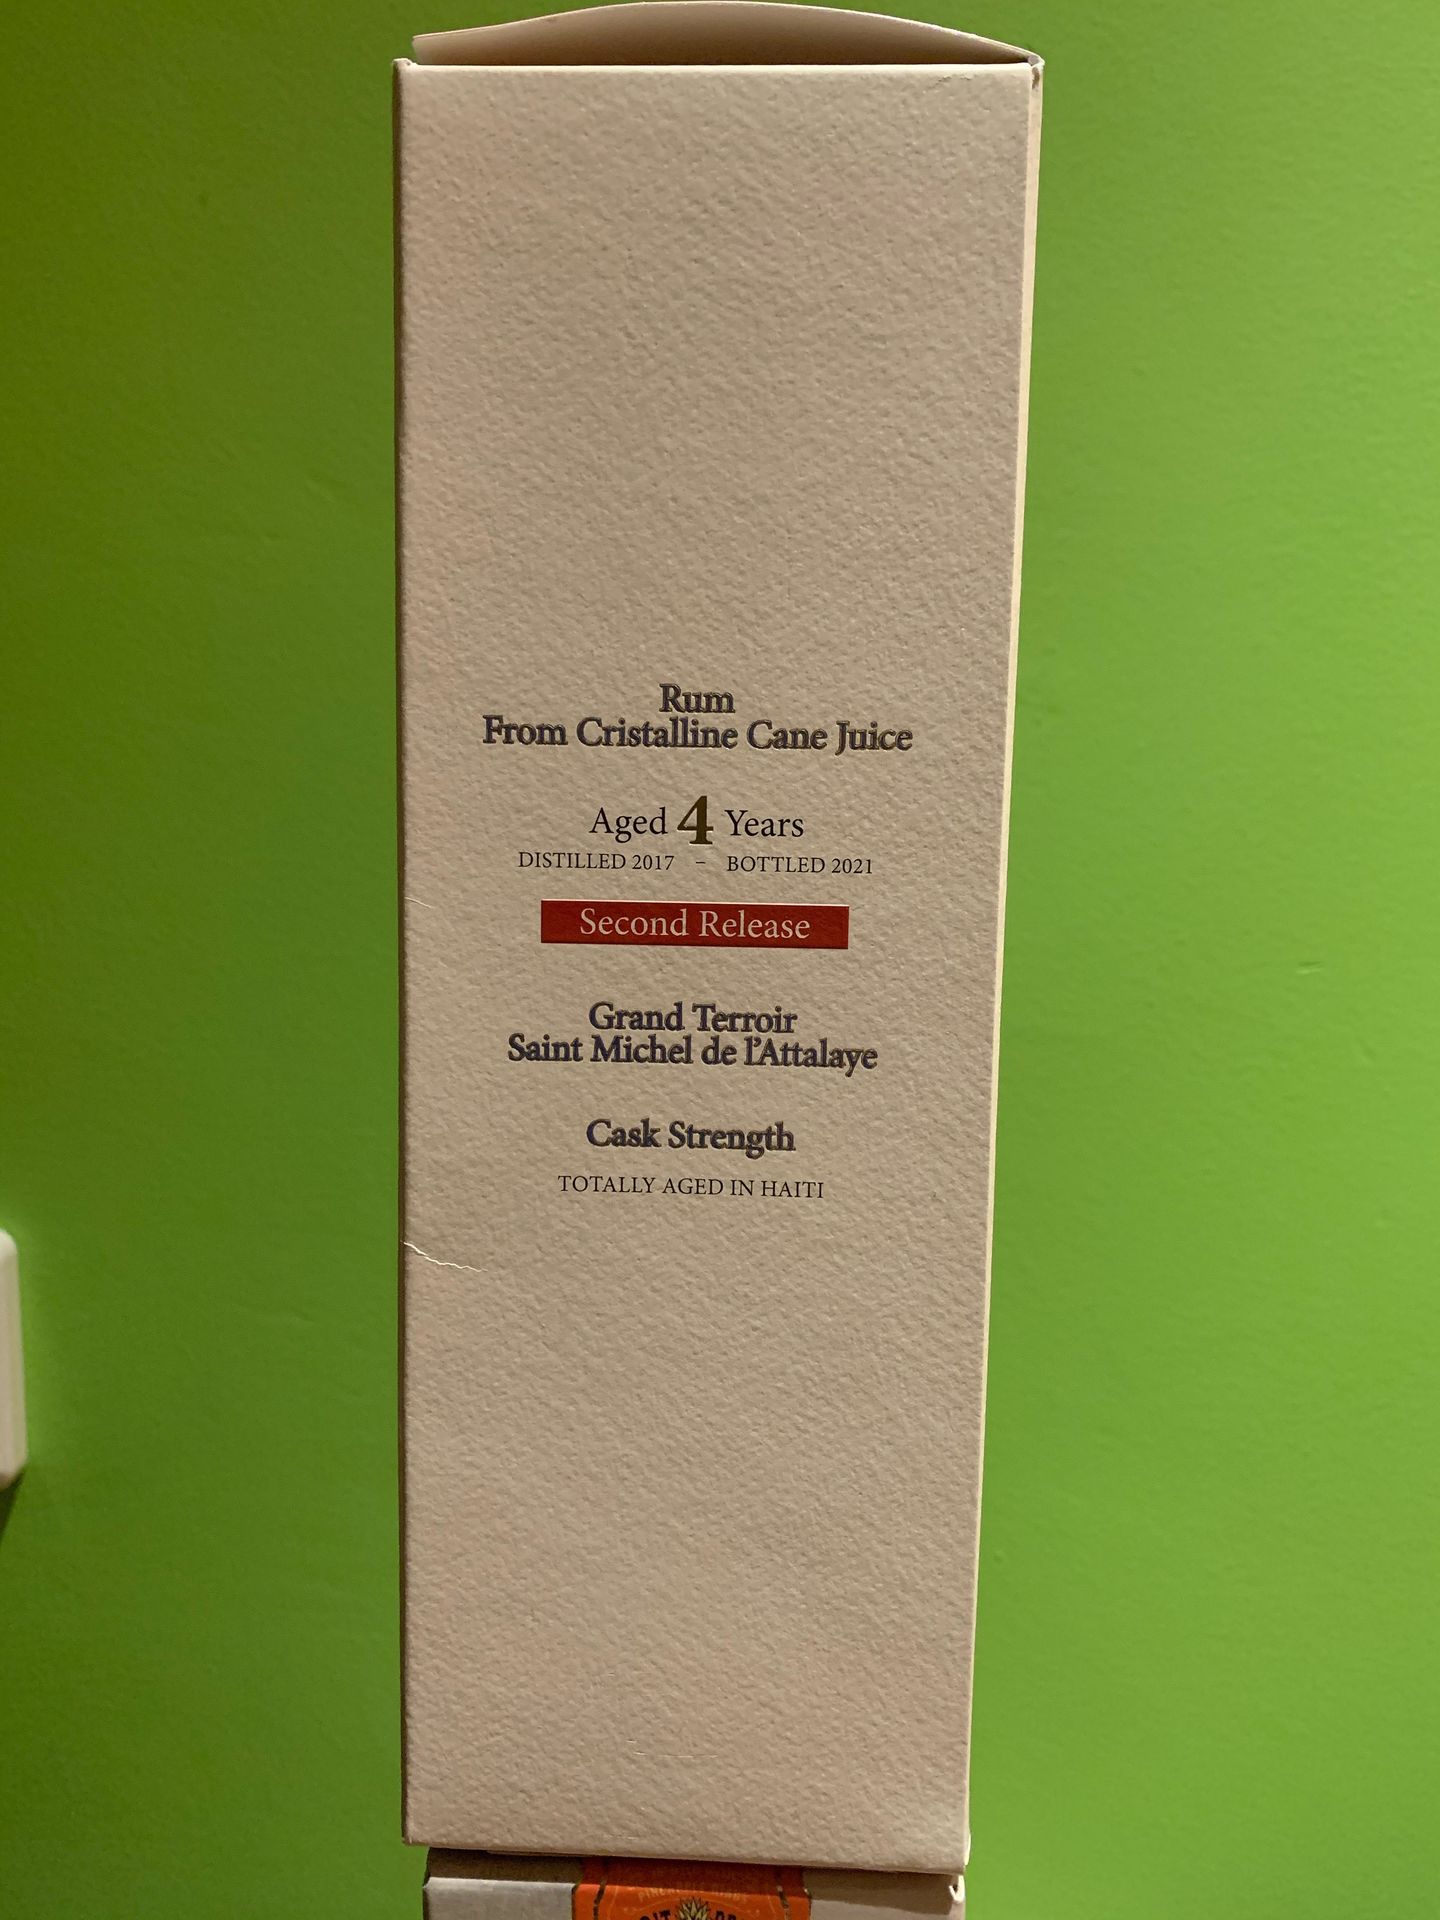 Rum
From Cristalline Cane Juice
Aged 4 Years
DISTILLED 2017 – BOTTLED 2021
Second Release
Grand Terroir
Saint Michel de l'Attalaye
Cask Strength
TOTALLY AGED IN HAITI